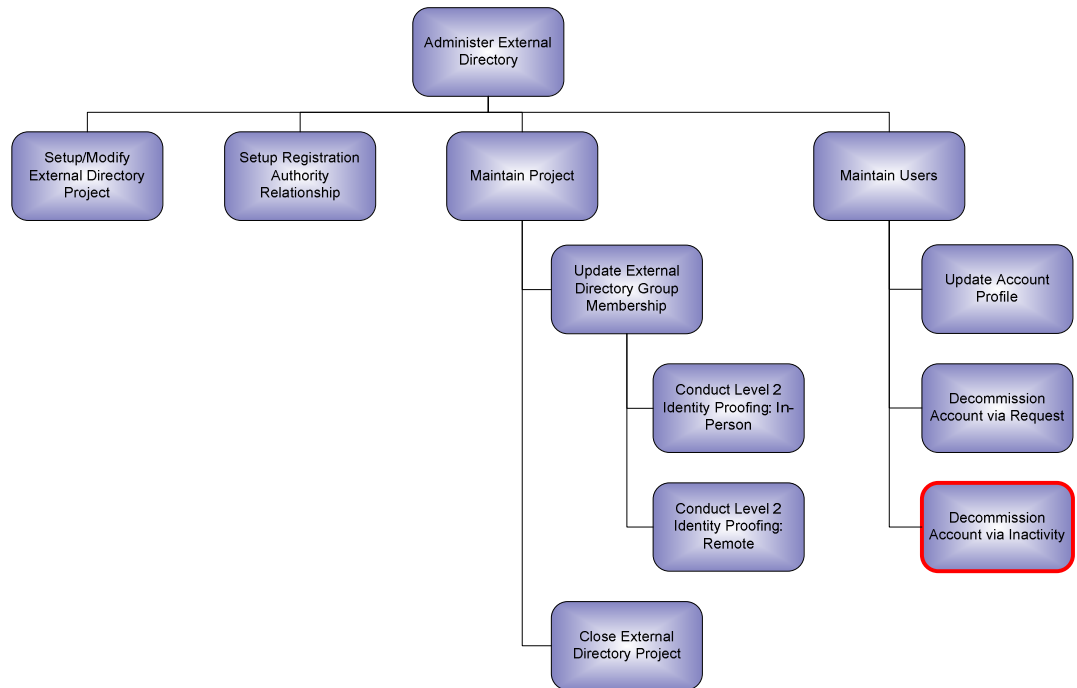 Administer External
Directory
Setup/Modify
External Directory
Project
Setup Registration
Authority
Relationship
Maintain Project
Maintain Users
Update External
Directory Group
Membership
Update Account
Profile
Conduct Level 2
Identity Proofing: In-
Person
Decommission
Account via Request
Conduct Level 2
Identity Proofing:
Remote
Decommission
Account via Inactivity
Close External
Directory Project